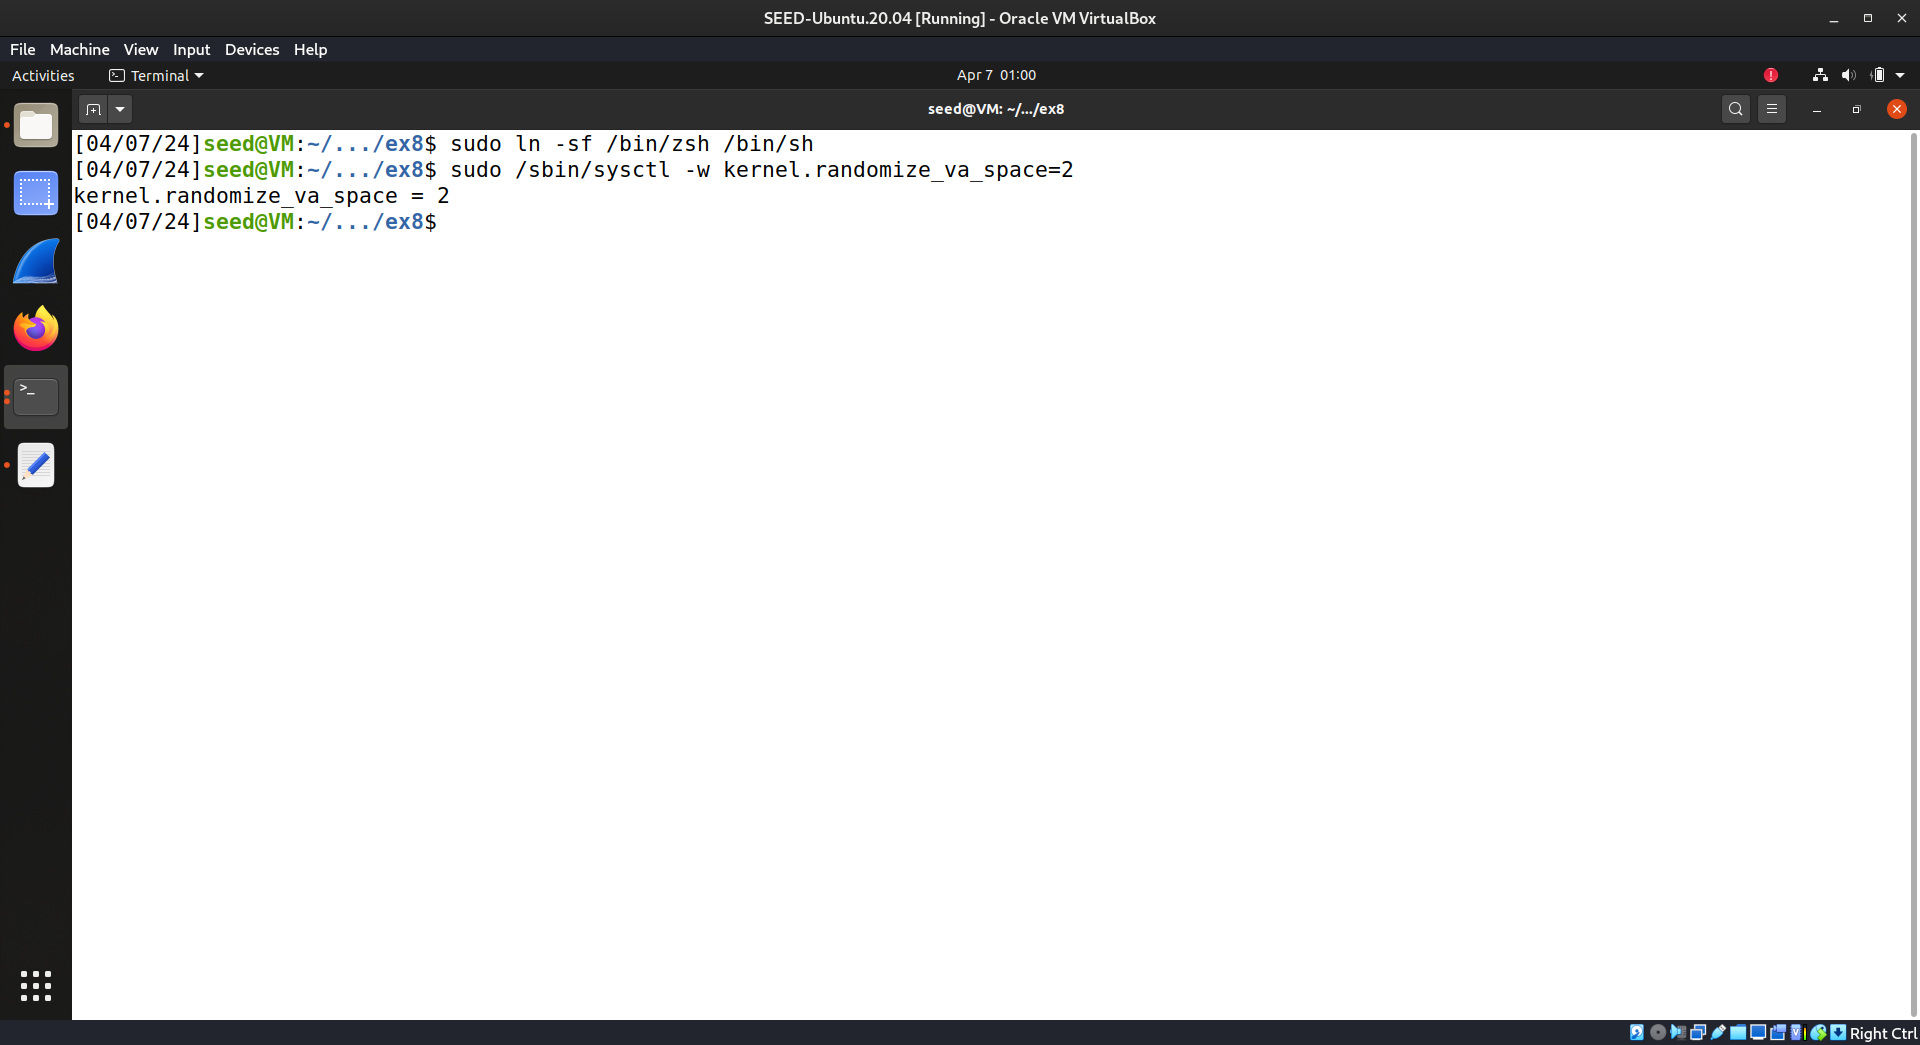 SEED-Ubuntu.20.04 [Running] - Oracle VM VirtualBox
File Machine View Input Devices Help
Activities Terminal Apr 7 01:00
seed@VM: ~/.../ex8
[04/07/24]seed@VM:~/.../ex8$ sudo ln -sf /bin/zsh /bin/sh
[04/07/24]seed@VM:~/.../ex8$ sudo /sbin/sysctl -w kernel.randomize_va_space=2
kernel.randomize_va_space = 2
[04/07/24]seed@VM:~/.../ex8$
Right Ctrl